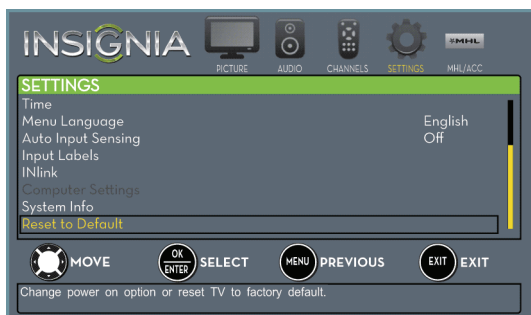 INSIGNIA
PICTURE AUDIO CHANNELS SETTINGS MHL/ACC
MHL
SETTINGS
Time
Menu Language English
Auto Input Sensing Off
Input Labels
INlink
Computer Settings
System Info
Reset to Default
MOVE OK ENTER SELECT MENU PREVIOUS EXIT EXIT
Change power on option or reset TV to factory default.